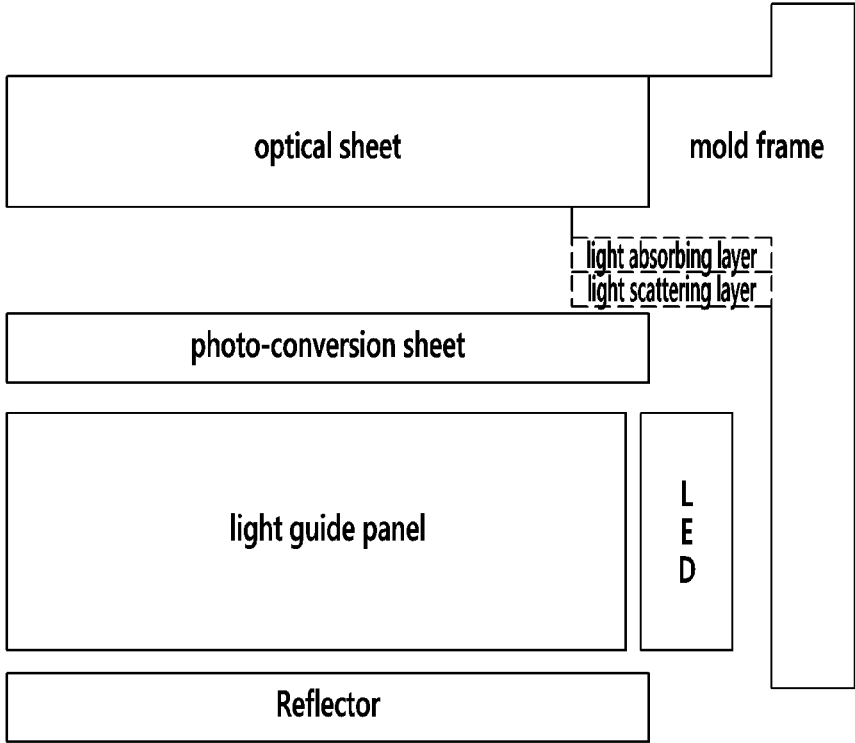 optical sheet
mold frame
light absorbing layer
light scattering layer
photo-conversion sheet
light guide panel
L
E
D
Reflector